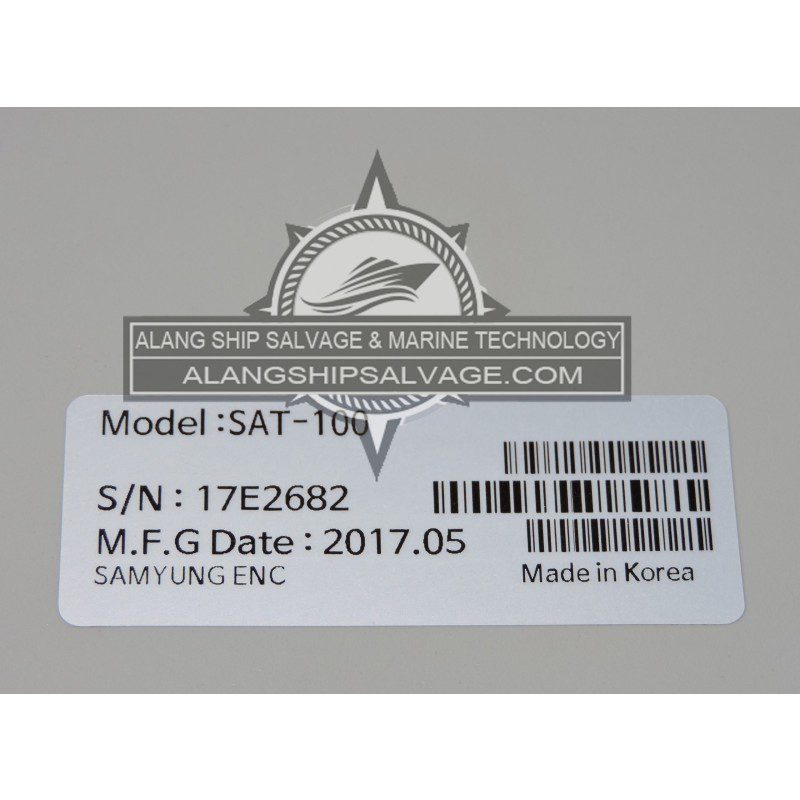 ALANG SHIP SALVAGE & MARINE TECHNOLOGY
ALANGSHIPSALVAGE.COM
Model :SAT-100
S/N : 17E2682
M.F.G Date : 2017.05
SAMYUNG ENC
Made in Korea